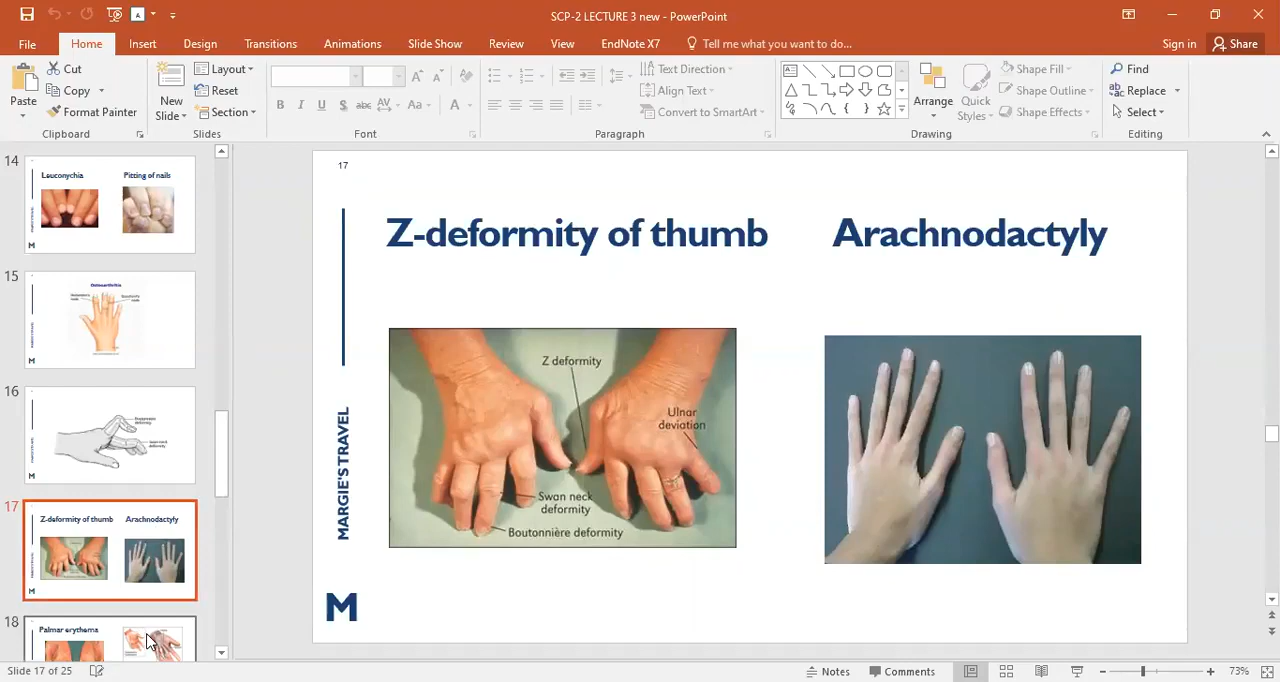 SCP-2 LECTURE 3 new - PowerPoint
File
Home
Insert
Design
Transitions
Animations
Slide Show
Review
View
EndNote X7
Tell me what you want to do...
Sign in
Share
Paste
Cut
Copy
Format Painter
Clipboard
New
Slide
Layout
Reset
Section
Slides
Font
B I U S abc AV Aa A
Text Direction
Align Text
Convert to SmartArt
Paragraph
Arrange
Quick
Styles
Shape Fill
Shape Outline
Shape Effects
Drawing
Find
Replace
Select
Editing
14
Leuconychia
Pitting of nails
M
15
Osteoarthritis
M
16
M
17
Z-deformity of thumb
Arachnodactyly
M
18
Palmar erythema
17
Z-deformity of thumb
Arachnodactyly
Z deformity
Ulnar
deviation
Swan neck
deformity
Boutonnière deformity
MARGIE'S TRAVEL
M
Slide 17 of 25
Notes
Comments
73%